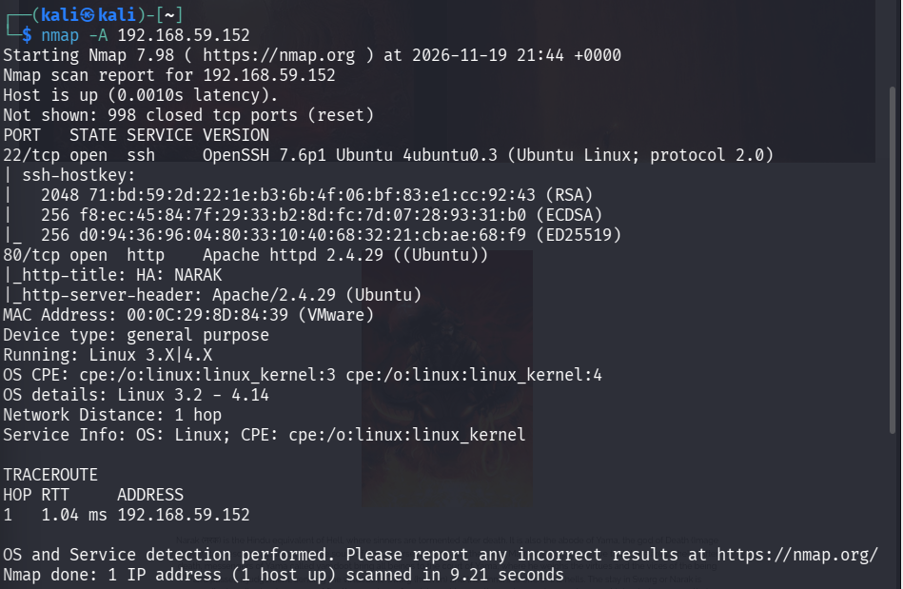 ┌──(kali㉿kali)-[~]
└─$ nmap -A 192.168.59.152
Starting Nmap 7.98 ( https://nmap.org ) at 2026-11-19 21:44 +0000
Nmap scan report for 192.168.59.152
Host is up (0.0010s latency).
Not shown: 998 closed tcp ports (reset)
PORT   STATE SERVICE VERSION
22/tcp open  ssh     OpenSSH 7.6p1 Ubuntu 4ubuntu0.3 (Ubuntu Linux; protocol 2.0)
| ssh-hostkey:
|   2048 71:bd:59:2d:22:1e:b3:6b:4f:06:bf:83:e1:cc:92:43 (RSA)
|   256 f8:ec:45:84:7f:29:33:b2:8d:fc:7d:07:28:93:31:b0 (ECDSA)
|_  256 d0:94:36:96:04:80:33:10:40:68:32:21:cb:ae:68:f9 (ED25519)
80/tcp open  http    Apache httpd 2.4.29 ((Ubuntu))
|_http-title: HA: NARAK
|_http-server-header: Apache/2.4.29 (Ubuntu)
MAC Address: 00:0C:29:8D:84:39 (VMware)
Device type: general purpose
Running: Linux 3.X|4.X
OS CPE: cpe:/o:linux:linux_kernel:3 cpe:/o:linux:linux_kernel:4
OS details: Linux 3.2 - 4.14
Network Distance: 1 hop
Service Info: OS: Linux; CPE: cpe:/o:linux:linux_kernel
TRACEROUTE
HOP RTT     ADDRESS
1   1.04 ms 192.168.59.152
OS and Service detection performed. Please report any incorrect results at https://nmap.org/
Nmap done: 1 IP address (1 host up) scanned in 9.21 seconds